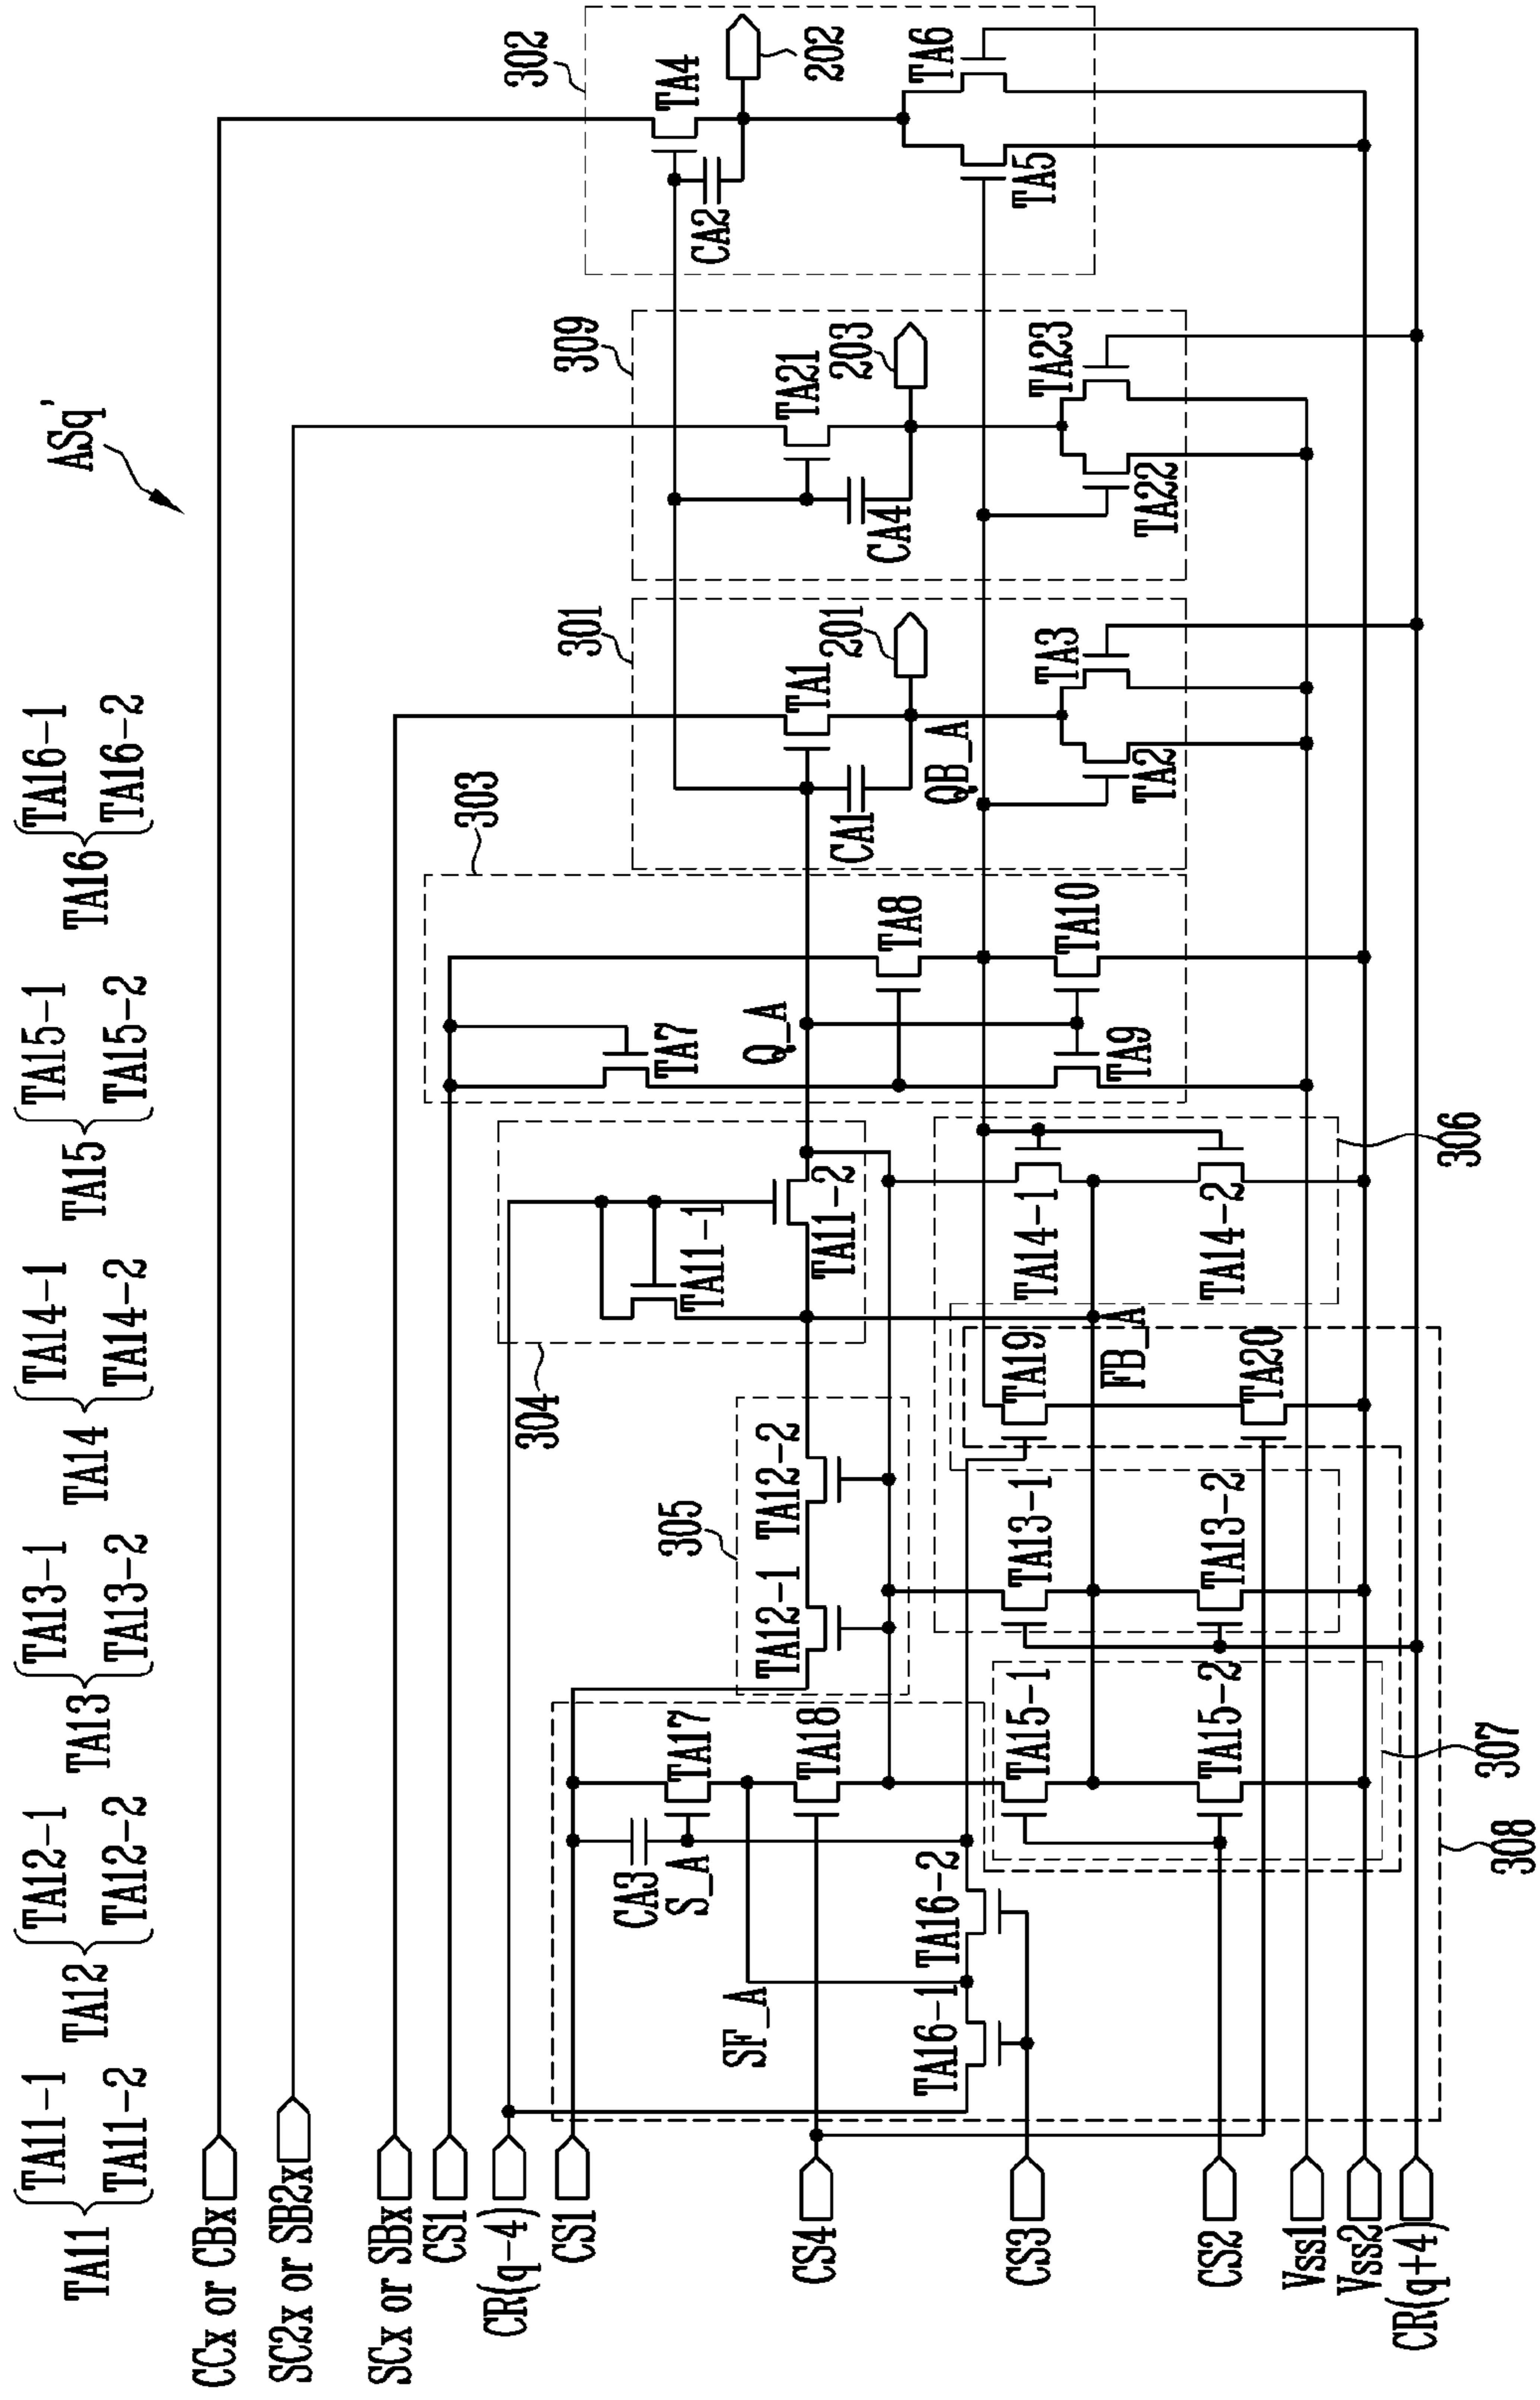 ASq'
TA11 { TA11-1
TA11-2
TA12 { TA12-1
TA12-2
TA13 { TA13-1
TA13-2
TA14 { TA14-1
TA14-2
TA15 { TA15-1
TA15-2
TA16 { TA16-1
TA16-2
CCx or CBx
SC2x or SB2x
SCx or SBx
CS1
CR(q-4)
CS1
CS4
CS3
CS2
Vss1
Vss2
CR(q+4)
302
TA4
202
CA2
TA6
TA5
309
TA21
203
CA4
TA23
TA22
301
TA1
201
CA1
QB_A
TA3
TA2
303
TA8
TA10
TA7
Q_A
TA9
304
TA11-1
TA11-2
306
TA14-1
TA14-2
FB_A
TA19
TA20
305
TA12-1
TA12-2
TA13-1
TA13-2
TA17
TA18
CA3
S_A
SF_A
TA16-1
TA16-2
TA15-1
TA15-2
307
308